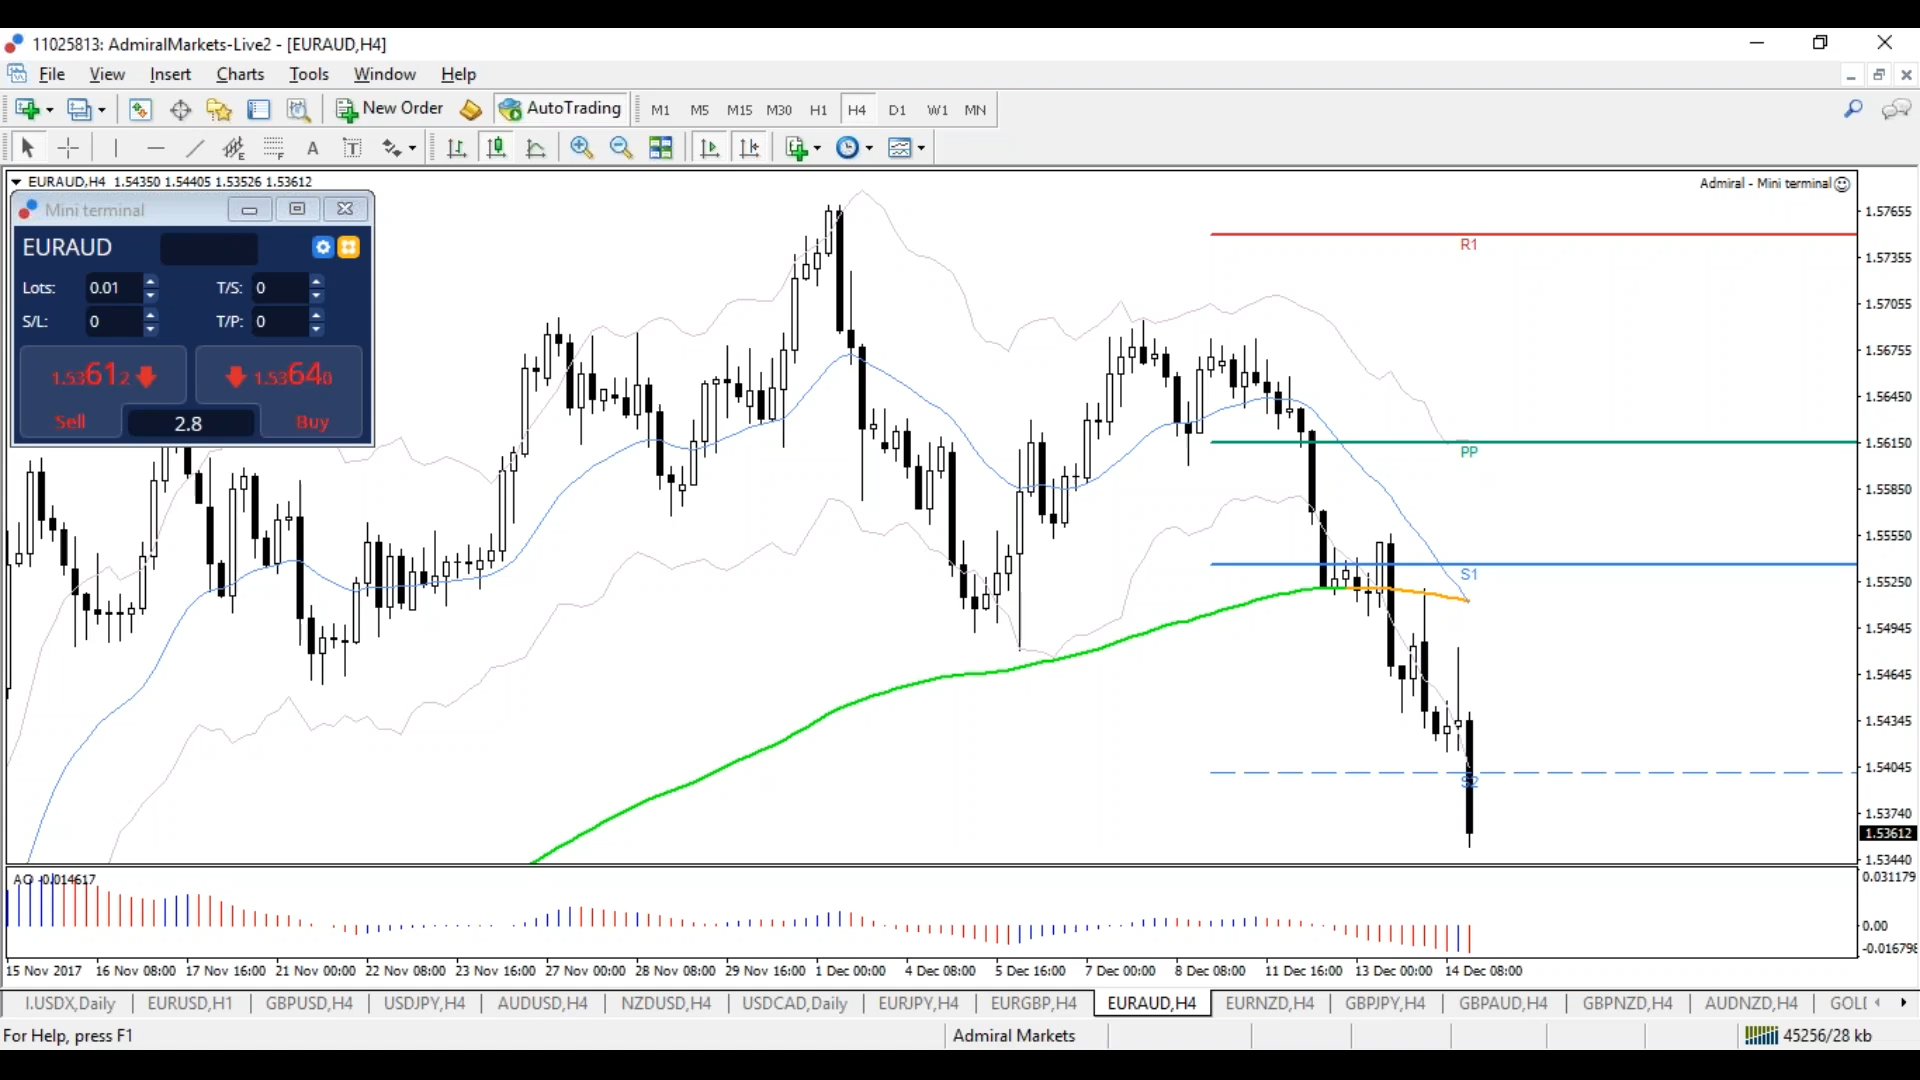 11025813: AdmiralMarkets-Live2 - [EURAUD,H4]
File View Insert Charts Tools Window Help
New Order AutoTrading M1 M5 M15 M30 H1 H4 D1 W1 MN
A T
EURAUD,H4 1.54350 1.54405 1.53526 1.53612
Admiral - Mini terminal
Mini terminal
EURAUD
Lots: 0.01 T/S: 0
S/L: 0 T/P: 0
1.53612 1.53640
Sell 2.8 Buy
R1
PP
S1
S2
1.57655
1.57355
1.57055
1.56755
1.56450
1.56150
1.55850
1.55550
1.55250
1.54945
1.54645
1.54345
1.54045
1.53740
1.53612
1.53440
AO -0.014617
0.031179
0.00
-0.016798
15 Nov 2017 16 Nov 08:00 17 Nov 16:00 21 Nov 00:00 22 Nov 08:00 23 Nov 16:00 27 Nov 00:00 28 Nov 08:00 29 Nov 16:00 1 Dec 00:00 4 Dec 08:00 5 Dec 16:00 7 Dec 00:00 8 Dec 08:00 11 Dec 16:00 13 Dec 00:00 14 Dec 08:00
I.USDX,Daily EURUSD,H1 GBPUSD,H4 USDJPY,H4 AUDUSD,H4 NZDUSD,H4 USDCAD,Daily EURJPY,H4 EURGBP,H4 EURAUD,H4 EURNZD,H4 GBPJPY,H4 GBPAUD,H4 GBPNZD,H4 AUDNZD,H4 GOLD
For Help, press F1 Admiral Markets 45256/28 kb